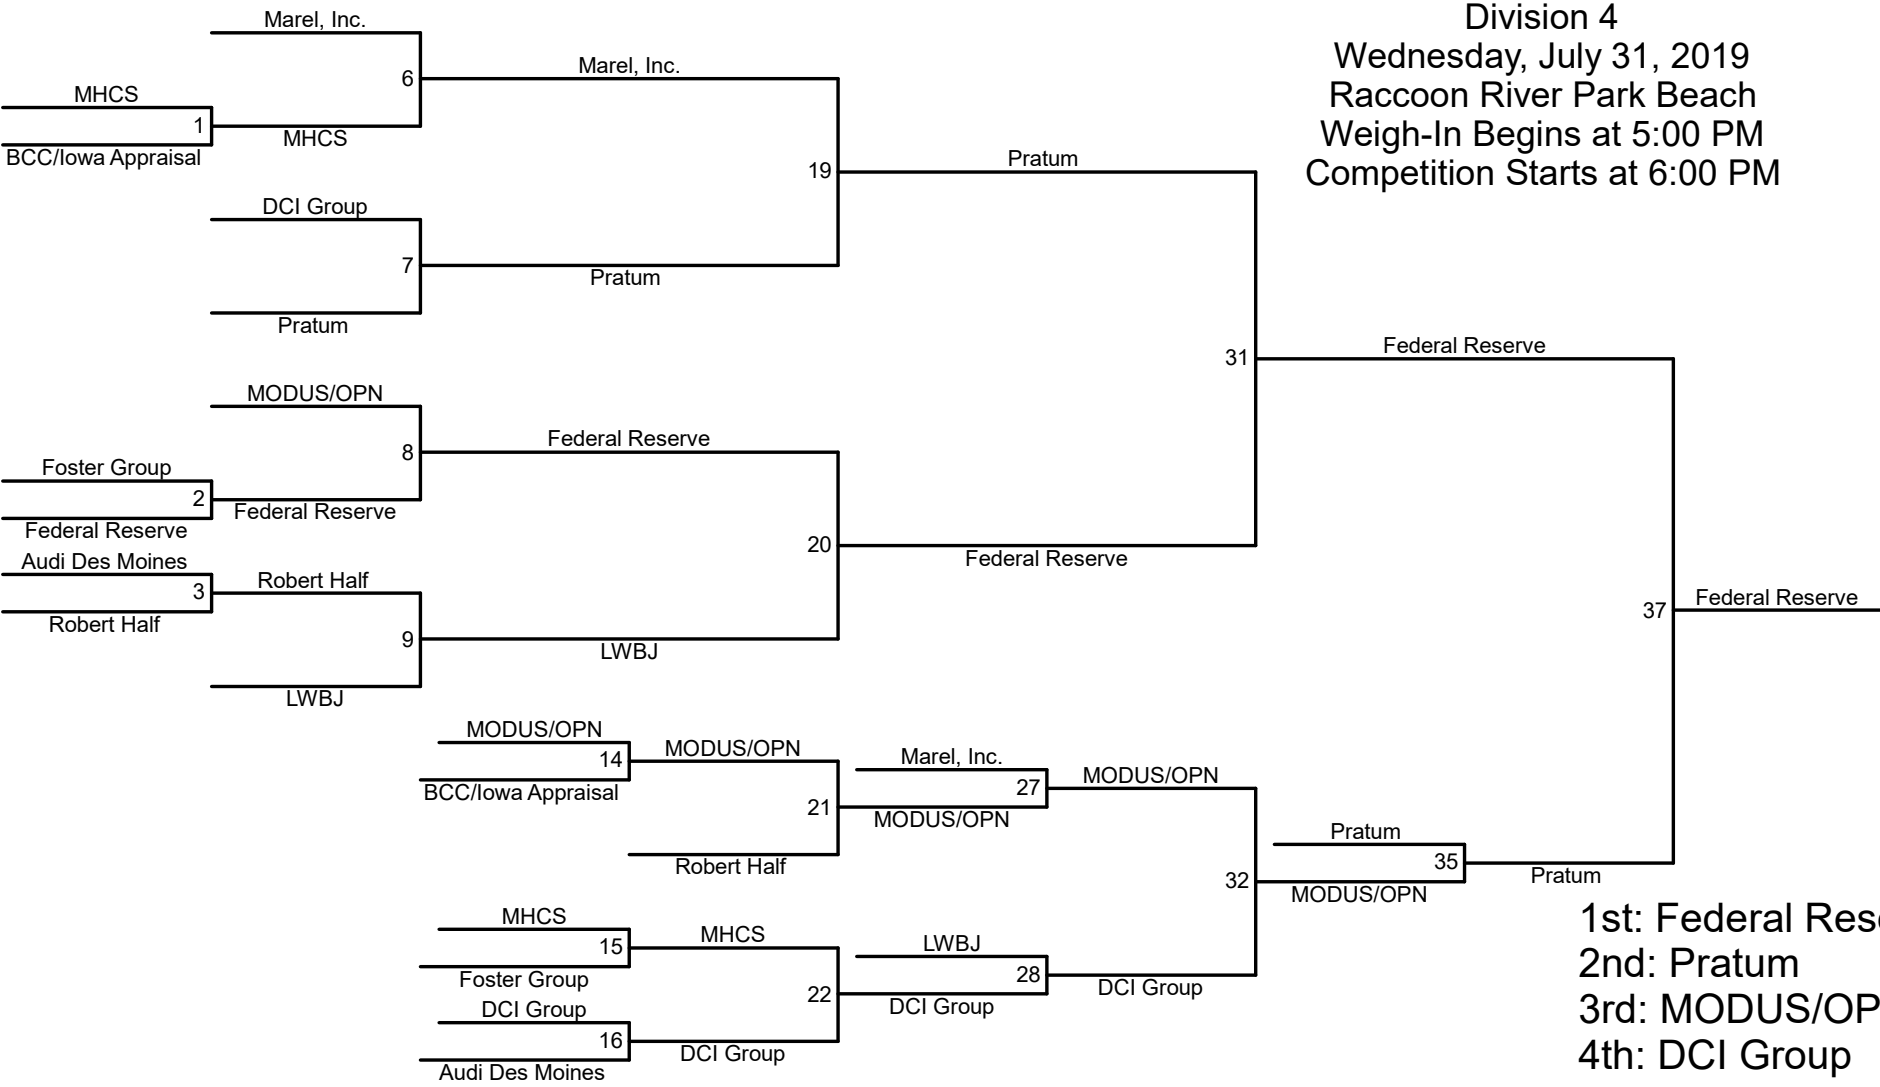 Division 4
Wednesday, July 31, 2019
Raccoon River Park Beach
Weigh-In Begins at 5:00 PM
Competition Starts at 6:00 PM
Marel, Inc.
6
Marel, Inc.
MHCS
1
MHCS
BCC/Iowa Appraisal
19
Pratum
DCI Group
7
Pratum
Pratum
31
Federal Reserve
MODUS/OPN
8
Federal Reserve
Foster Group
2
Federal Reserve
Federal Reserve
20
Federal Reserve
Audi Des Moines
3
Robert Half
Robert Half
9
LWBJ
LWBJ
37
Federal Reserve
MODUS/OPN
14
MODUS/OPN
BCC/Iowa Appraisal
21
Marel, Inc.
27
MODUS/OPN
MODUS/OPN
Robert Half
Pratum
35
Pratum
32
MODUS/OPN
MHCS
15
MHCS
Foster Group
22
LWBJ
28
DCI Group
DCI Group
DCI Group
16
DCI Group
Audi Des Moines
1st: Federal Res
2nd: Pratum
3rd: MODUS/OP
4th: DCI Group